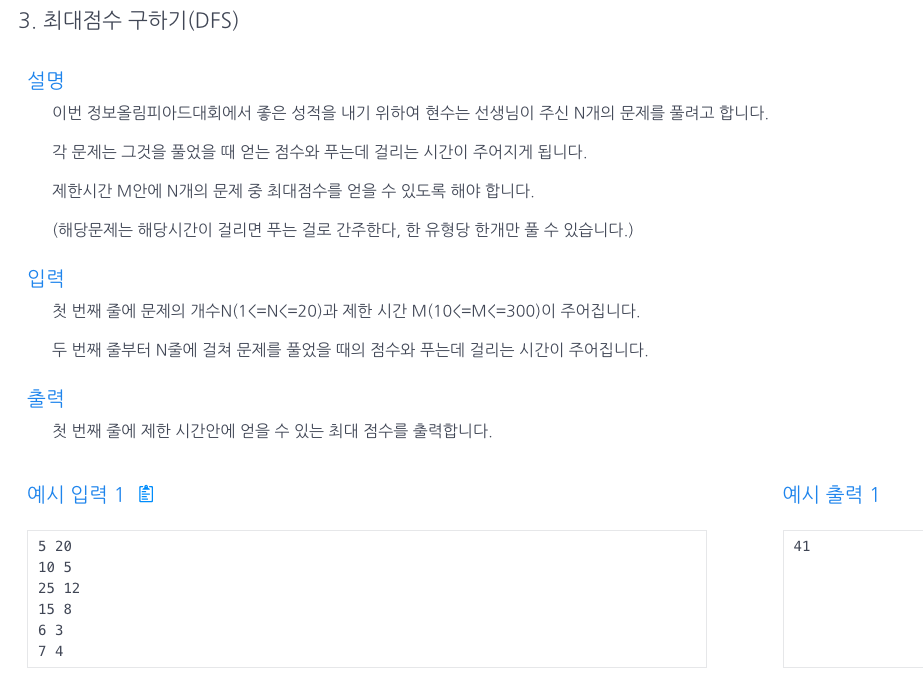 3. 최대점수 구하기(DFS)
설명
이번 정보올림피아드대회에서 좋은 성적을 내기 위하여 현수는 선생님이 주신 N개의 문제를 풀려고 합니다.
각 문제는 그것을 풀었을 때 얻는 점수와 푸는데 걸리는 시간이 주어지게 됩니다.
제한시간 M안에 N개의 문제 중 최대점수를 얻을 수 있도록 해야 합니다.
(해당문제는 해당시간이 걸리면 푸는 걸로 간주한다, 한 유형당 한개만 풀 수 있습니다.)
입력
첫 번째 줄에 문제의 개수N(1<=N<=20)과 제한 시간 M(10<=M<=300)이 주어집니다.
두 번째 줄부터 N줄에 걸쳐 문제를 풀었을 때의 점수와 푸는데 걸리는 시간이 주어집니다.
출력
첫 번째 줄에 제한 시간안에 얻을 수 있는 최대 점수를 출력합니다.
예시 입력 1
5 20
10 5
25 12
15 8
6 3
7 4
예시 출력 1
41